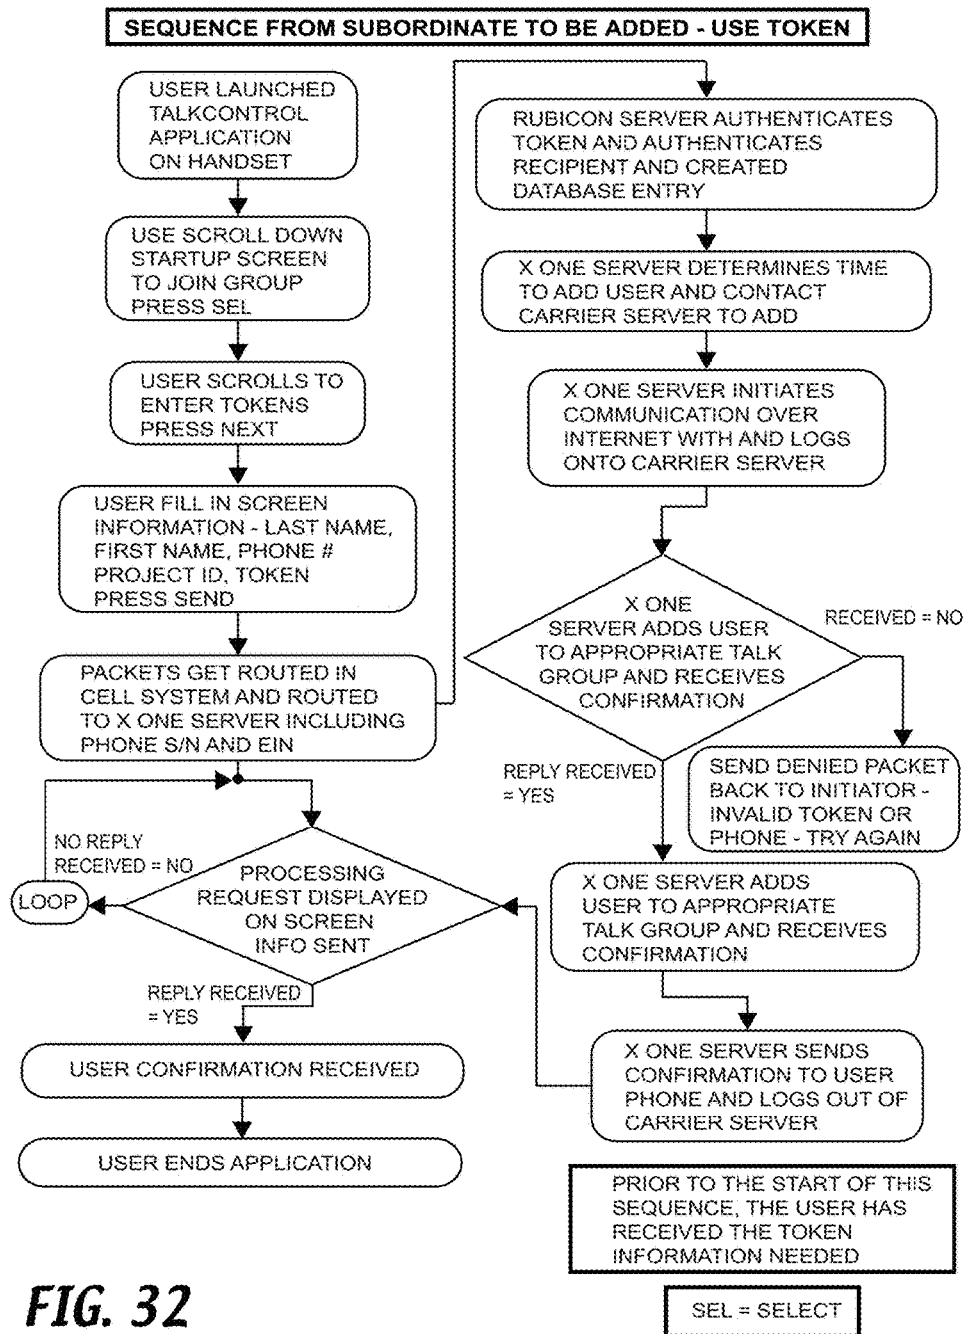 SEQUENCE FROM SUBORDINATE TO BE ADDED - USE TOKEN
USER LAUNCHED
TALKCONTROL
APPLICATION
ON HANDSET
USE SCROLL DOWN
STARTUP SCREEN
TO JOIN GROUP
PRESS SEL
USER SCROLLS TO
ENTER TOKENS
PRESS NEXT
USER FILL IN SCREEN
INFORMATION - LAST NAME,
FIRST NAME, PHONE #
PROJECT ID, TOKEN
PRESS SEND
PACKETS GET ROUTED IN
CELL SYSTEM AND ROUTED
TO X ONE SERVER INCLUDING
PHONE S/N AND EIN
NO REPLY
RECEIVED = NO
LOOP
PROCESSING
REQUEST DISPLAYED
ON SCREEN
INFO SENT
REPLY RECEIVED
= YES
USER CONFIRMATION RECEIVED
USER ENDS APPLICATION
RUBICON SERVER AUTHENTICATES
TOKEN AND AUTHENTICATES
RECIPIENT AND CREATED
DATABASE ENTRY
X ONE SERVER DETERMINES TIME
TO ADD USER AND CONTACT
CARRIER SERVER TO ADD
X ONE SERVER INITIATES
COMMUNICATION OVER
INTERNET WITH AND LOGS
ONTO CARRIER SERVER
X ONE
SERVER ADDS USER
TO APPROPRIATE TALK
GROUP AND RECEIVES
CONFIRMATION
RECEIVED = NO
SEND DENIED PACKET
BACK TO INITIATOR -
INVALID TOKEN OR
PHONE - TRY AGAIN
REPLY RECEIVED
= YES
X ONE SERVER ADDS
USER TO APPROPRIATE
TALK GROUP AND RECEIVES
CONFIRMATION
X ONE SERVER SENDS
CONFIRMATION TO USER
PHONE AND LOGS OUT OF
CARRIER SERVER
PRIOR TO THE START OF THIS
SEQUENCE, THE USER HAS
RECEIVED THE TOKEN
INFORMATION NEEDED
SEL = SELECT
FIG. 32